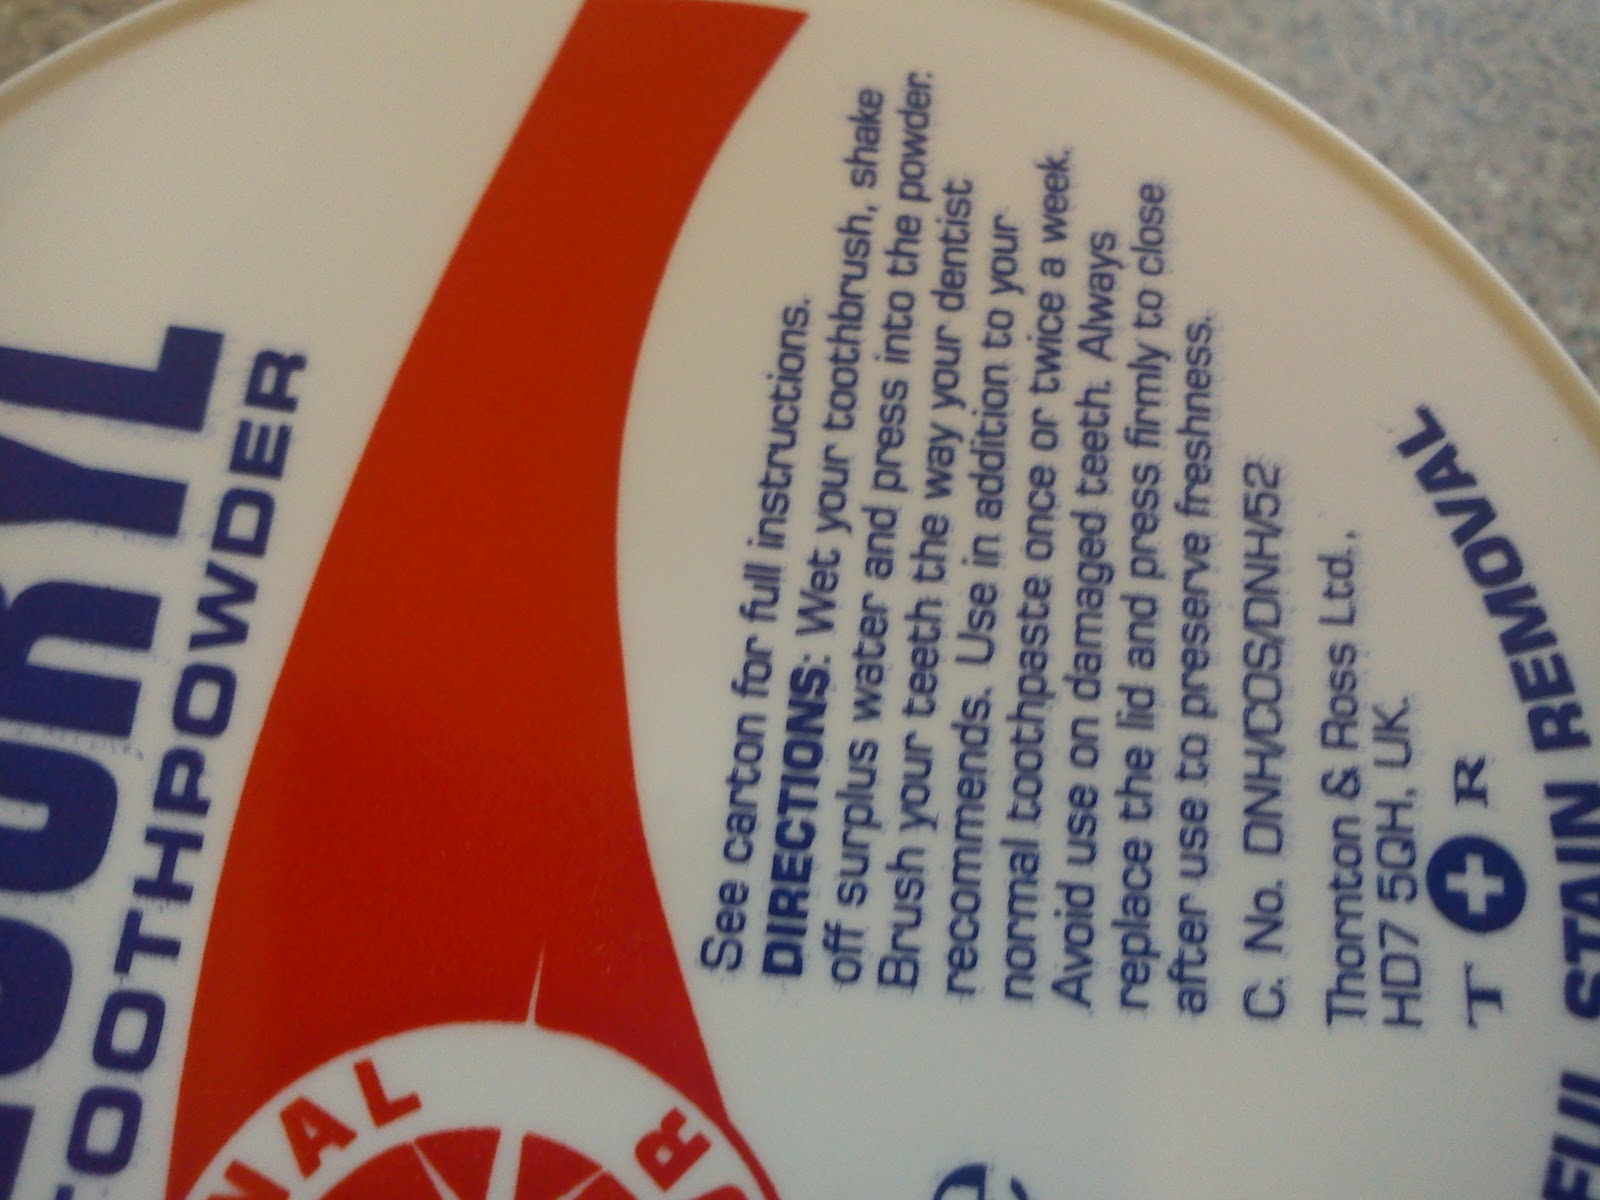 TOOTHPOWDER
See carton for full instructions.
DIRECTIONS: Wet your toothbrush, shake
off surplus water and press into the powder.
Brush your teeth the way your dentist
recommends. Use in addition to your
normal toothpaste once or twice a week.
Avoid use on damaged teeth. Always
replace the lid and press firmly to close
after use to preserve freshness.
C. No. DNH/COS/DNH/52
Thornton & Ross Ltd.,
HD7 5QH, UK.
T R
STAIN REMOVAL